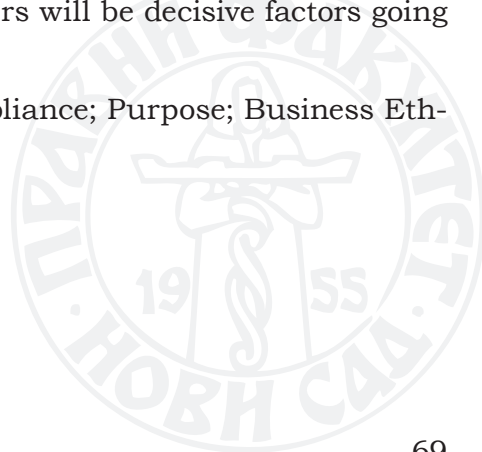 rs will be decisive factors going
pliance; Purpose; Business Eth-
ПРАВНИ ФАКУЛТЕТ
19 55
НОВИ САД
69